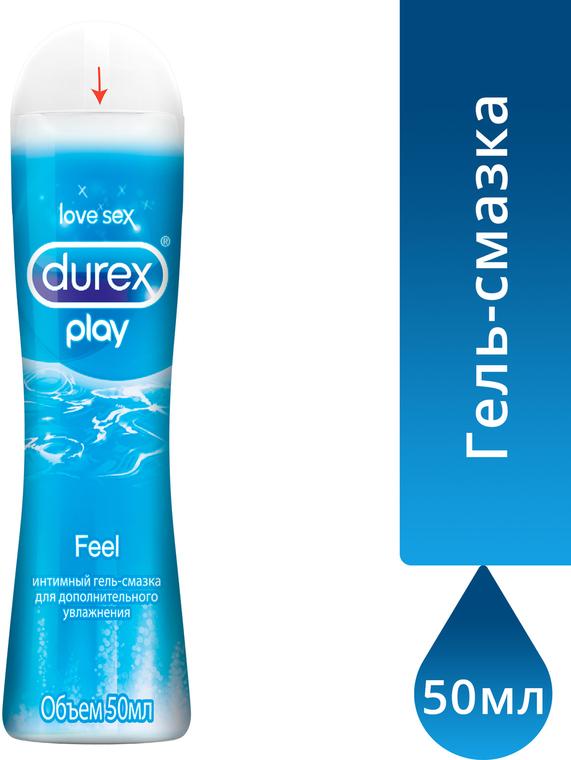 love sex
durex®
play
Feel
интимный гель-смазка
для дополнительного
увлажнения
Объем 50мл
Гель-смазка
50мл